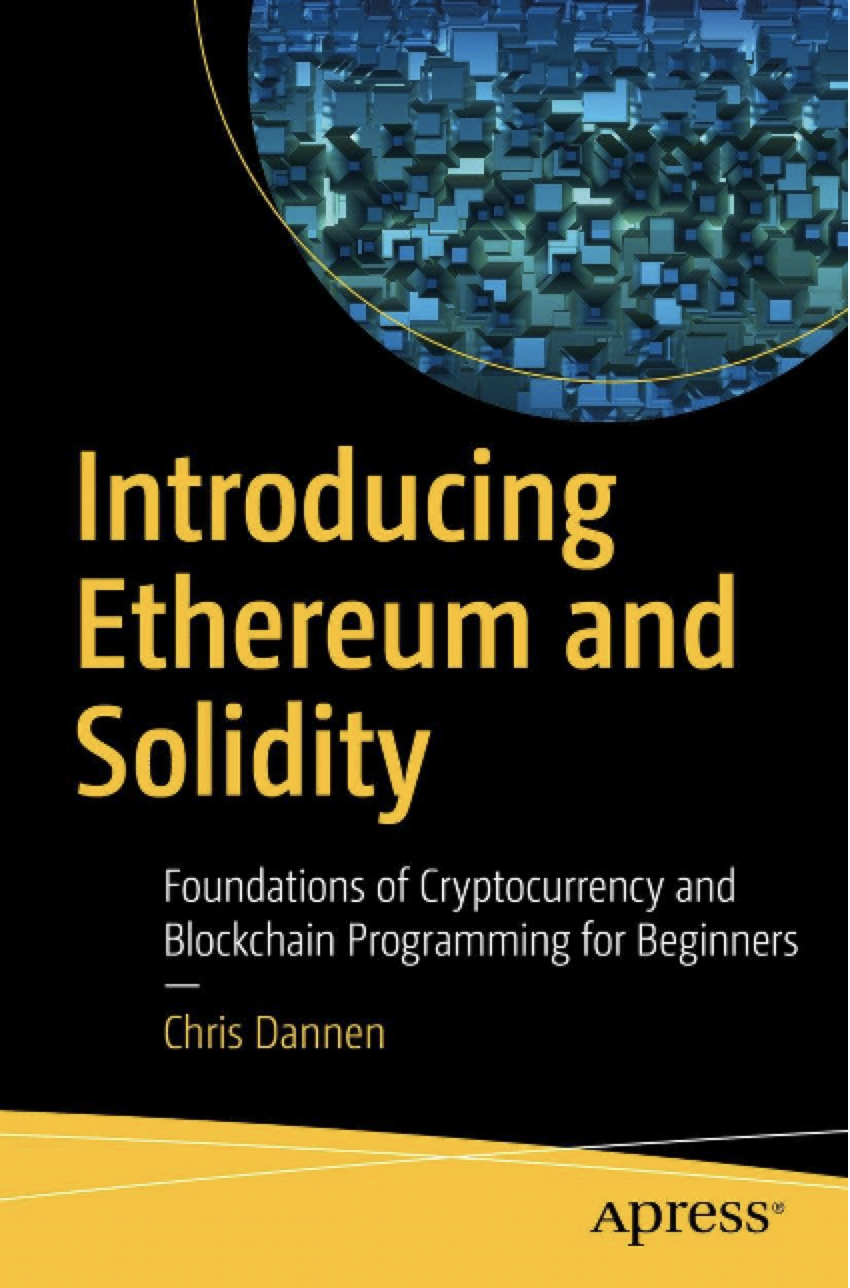 Introducing
Ethereum and
Solidity
Foundations of Cryptocurrency and
Blockchain Programming for Beginners
—
Chris Dannen
Apress®